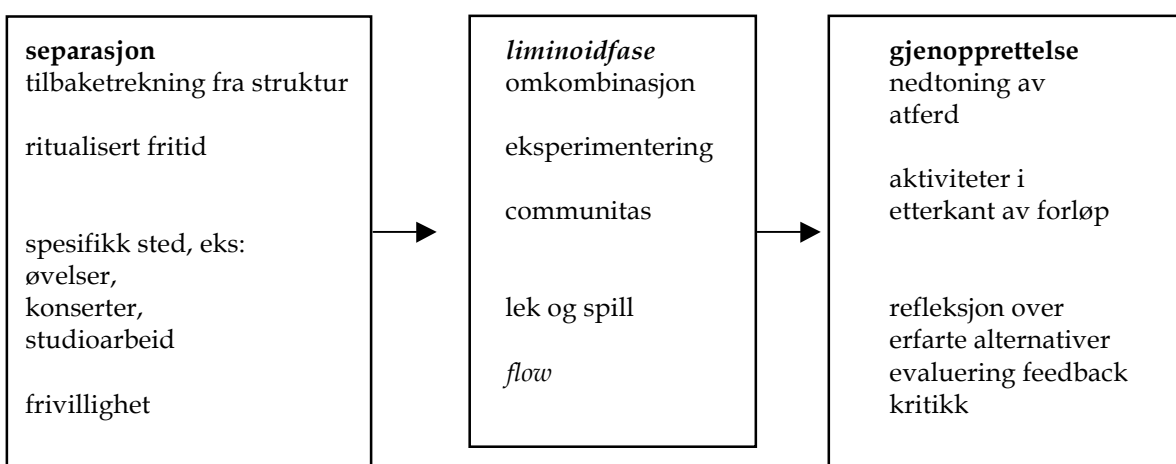 separasjon
tilbaketrekning fra struktur
ritualisert fritid
spesifikk sted, eks:
øvelser,
konserter,
studioarbeid
frivillighet
liminoidfase
omkombinasjon
eksperimentering
communitas
lek og spill
flow
gjenopprettelse
nedtoning av
atferd
aktiviteter i
etterkant av forløp
refleksjon over
erfarte alternativer
evaluering feedback
kritikk